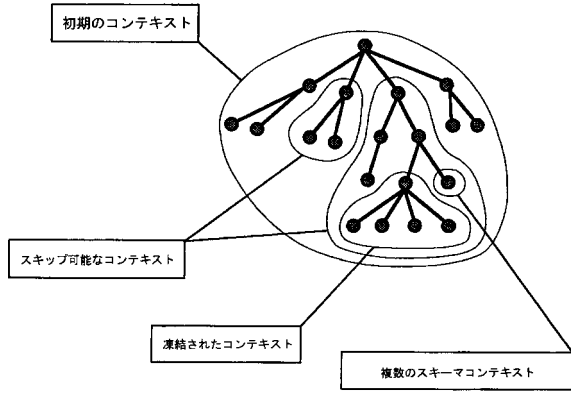 初期のコンテキスト
スキップ可能なコンテキスト
凍結されたコンテキスト
複数のスキーマコンテキスト